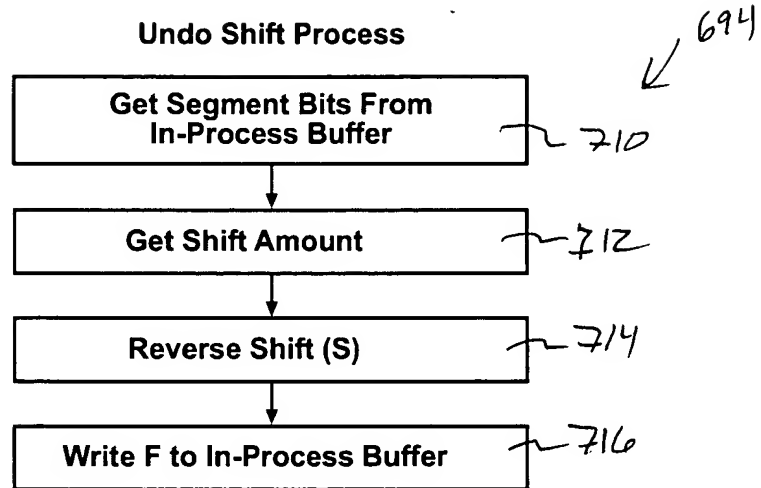 Undo Shift Process
694
Get Segment Bits From
In-Process Buffer
710
Get Shift Amount
712
Reverse Shift (S)
714
Write F to In-Process Buffer
716